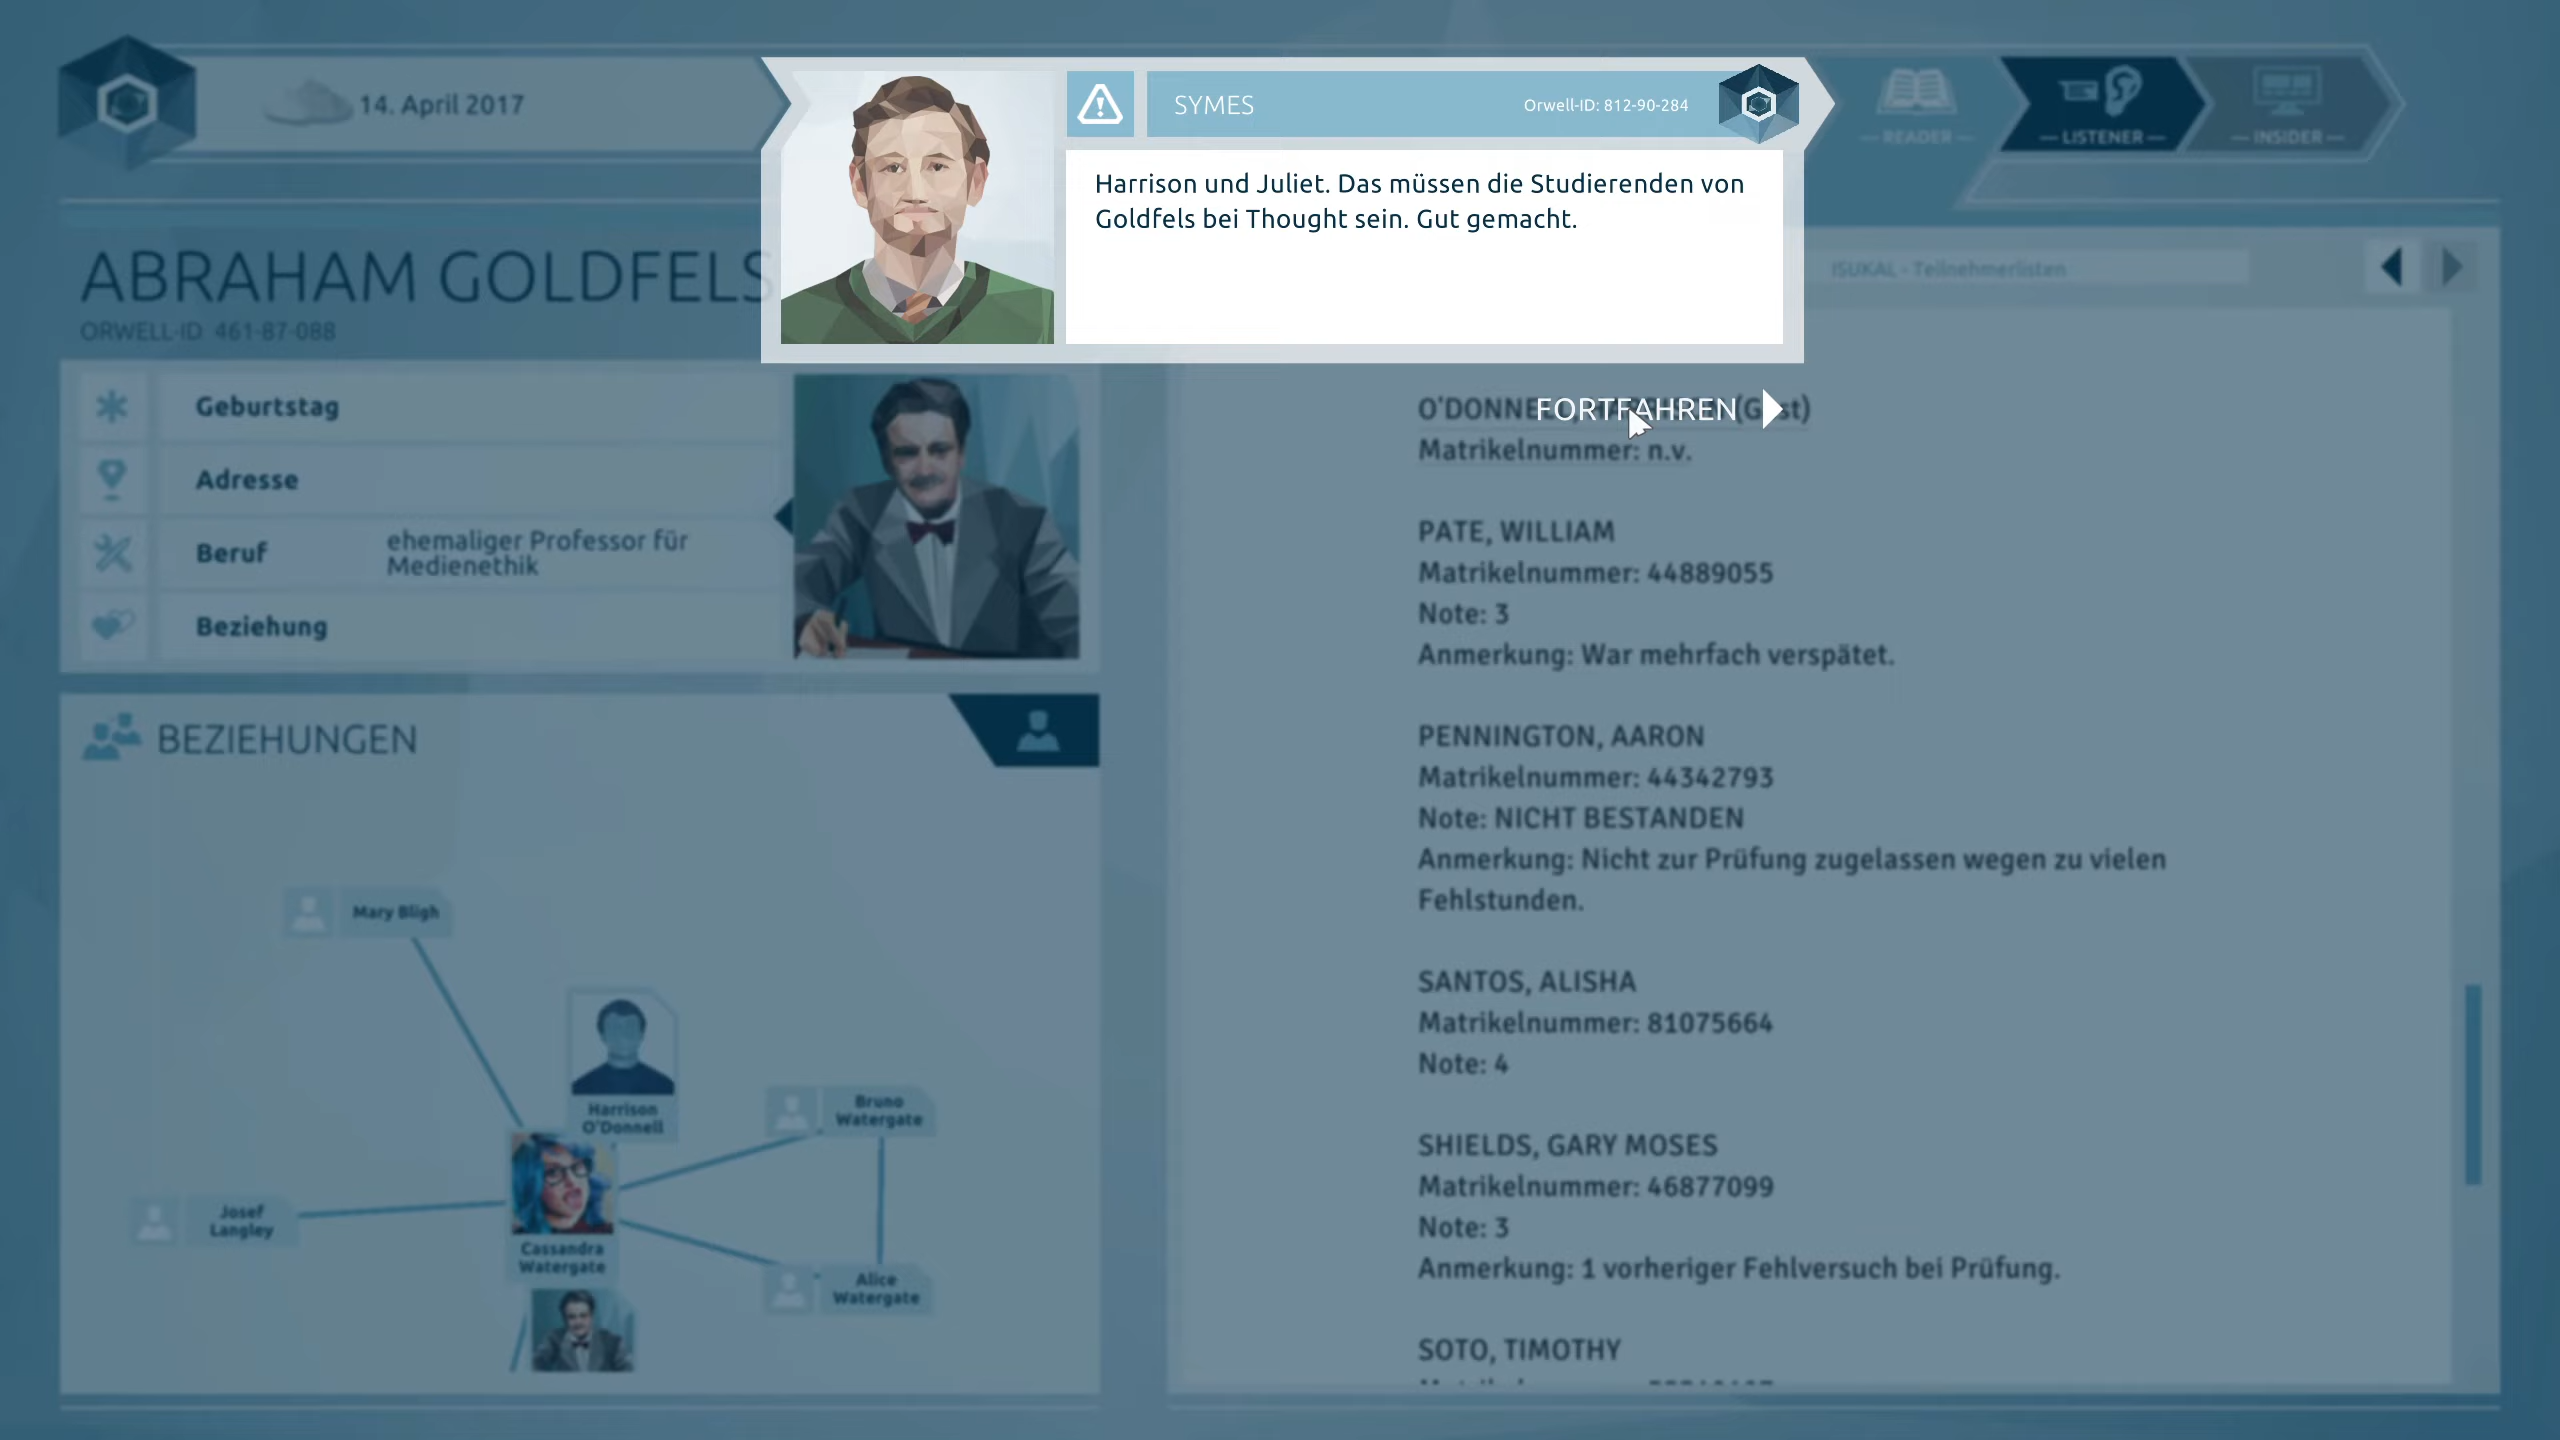 14. April 2017
SYMES
Orwell-ID: 812-90-284
Harrison und Juliet. Das müssen die Studierenden von
Goldfels bei Thought sein. Gut gemacht.
FORTFAHREN
READER
LISTENER
INSIDER
ABRAHAM GOLDFELS
ORWELL-ID 461-87-088
Geburtstag
Adresse
Beruf
ehemaliger Professor für
Medienethik
Beziehung
BEZIEHUNGEN
Mary Bligh
Harrison
O'Donnell
Bruno
Watergate
Josef
Langley
Cassandra
Watergate
Alice
Watergate
ISUKAL - Teilnehmerlisten
Matrikelnummer: n.v.
PATE, WILLIAM
Matrikelnummer: 44889055
Note: 3
Anmerkung: War mehrfach verspätet.
PENNINGTON, AARON
Matrikelnummer: 44342793
Note: NICHT BESTANDEN
Anmerkung: Nicht zur Prüfung zugelassen wegen zu vielen
Fehlstunden.
SANTOS, ALISHA
Matrikelnummer: 81075664
Note: 4
SHIELDS, GARY MOSES
Matrikelnummer: 46877099
Note: 3
Anmerkung: 1 vorheriger Fehlversuch bei Prüfung.
SOTO, TIMOTHY